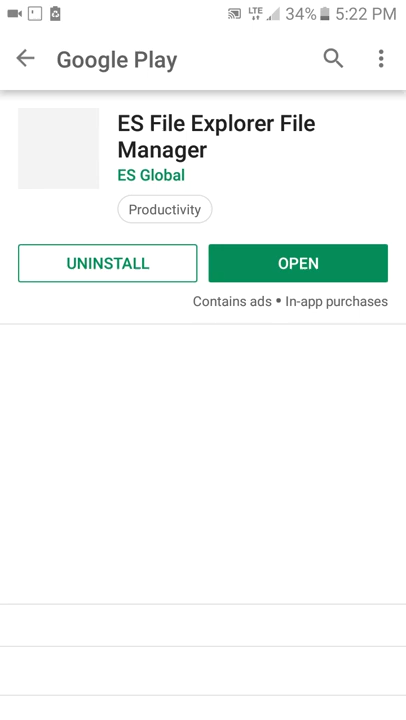 LTE 34% 5:22 PM
Google Play
ES File Explorer File
Manager
ES Global
Productivity
UNINSTALL OPEN
Contains ads • In-app purchases